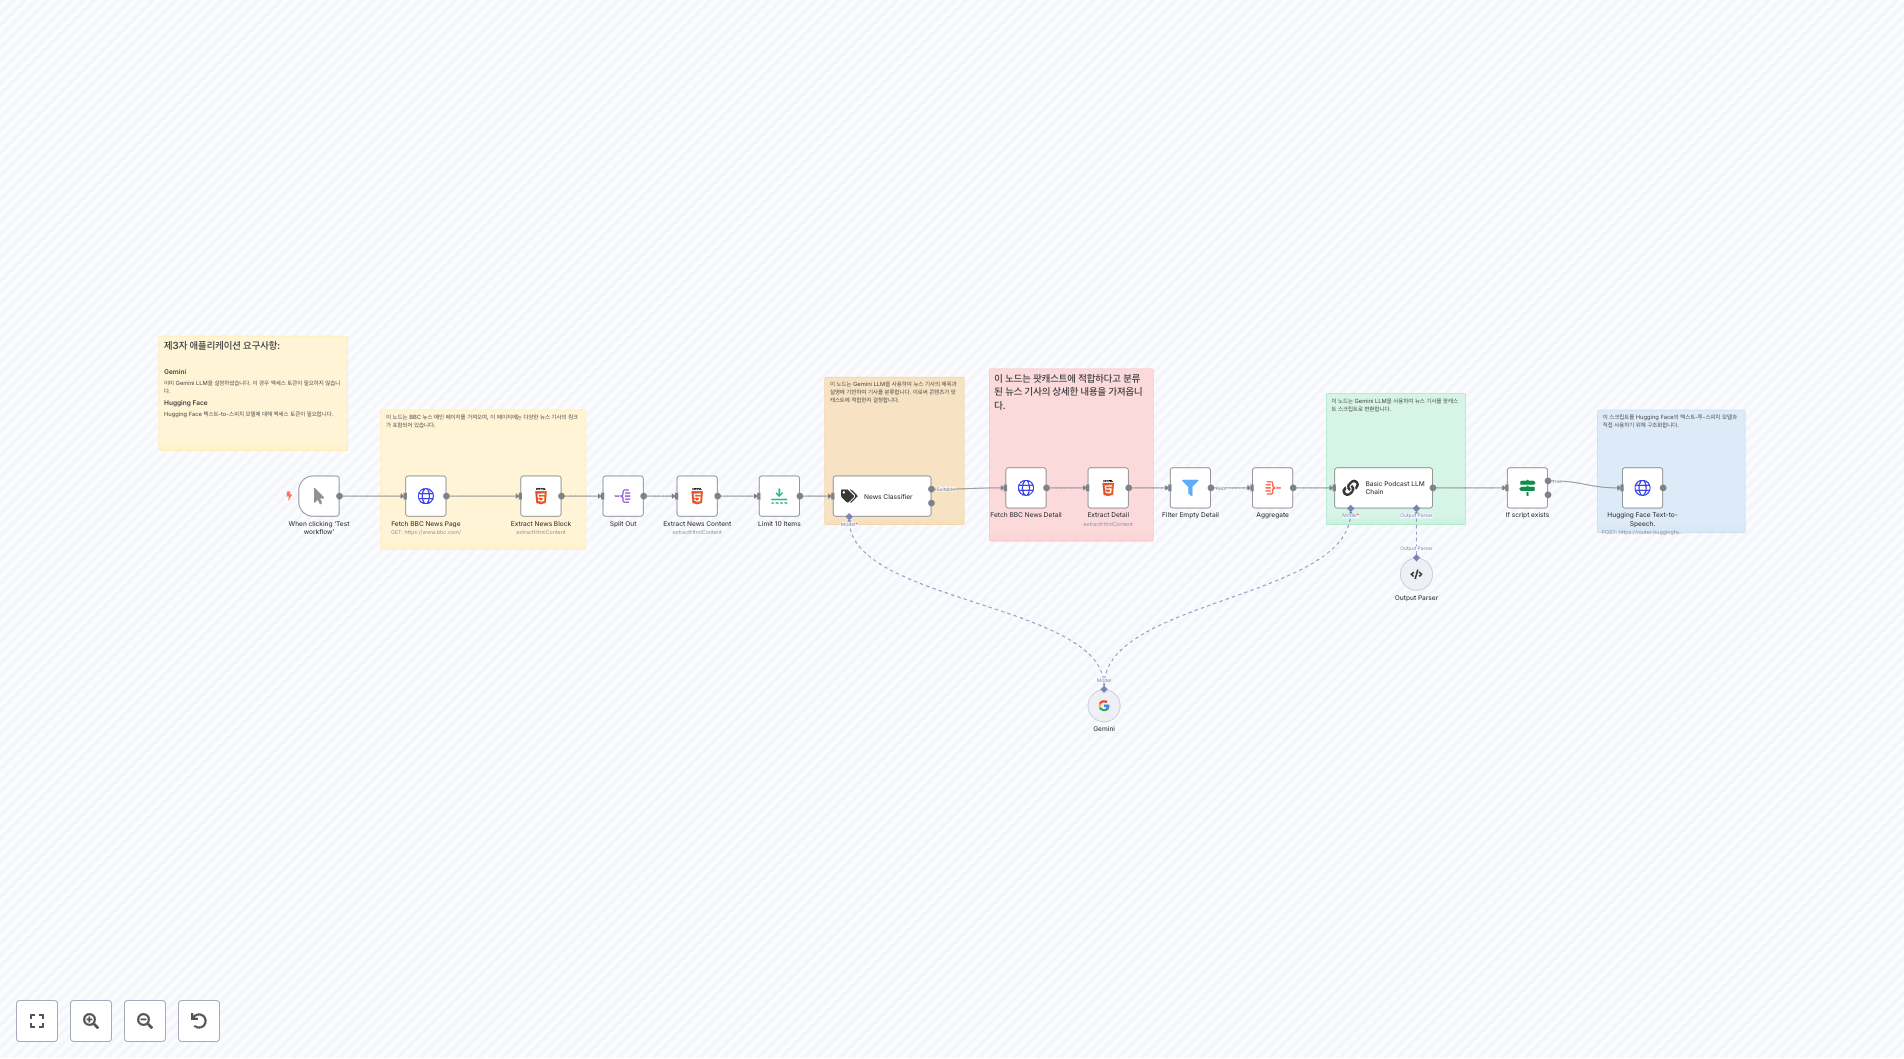 제3자 애플리케이션 요구사항:
Gemini
이미 Gemini LLM을 설정하셨습니다. 이 경우 액세스 토큰이 필요하지 않습니
다.
Hugging Face
Hugging Face 텍스트-to-스피치 모델에 대해 액세스 토큰이 필요합니다.
When clicking 'Test
workflow'
이 노드는 BBC 뉴스 메인 페이지를 가져오며, 이 페이지에는 다양한 뉴스 기사의 링크
가 포함되어 있습니다.
Fetch BBC News Page
GET: https://www.bbc.com/
Extract News Block
extractHtmlContent
Split Out
Extract News Content
extractHtmlContent
Limit 10 Items
이 노드는 Gemini LLM을 사용하여 뉴스 기사의 제목과
설명에 기반하여 기사를 분류합니다. 이로써 콘텐츠가 팟
캐스트에 적합한지 결정합니다.
News Classifier
Model*
이 노드는 팟캐스트에 적합하다고 분류
된 뉴스 기사의 상세한 내용을 가져옵니
다.
Fetch BBC News Detail
Extract Detail
extractHtmlContent
Filter Empty Detail
Kept
Aggregate
이 노드는 Gemini LLM을 사용하여 뉴스 기사를 팟캐스
트 스크립트로 변환합니다.
Basic Podcast LLM
Chain
Model*
Output Parser
Output Parser
Output Parser
If script exists
true
이 스크립트를 Hugging Face의 텍스트-투-스피치 모델과
직접 사용하기 위해 구조화합니다.
Hugging Face Text-to-
Speech.
POST: https://router.huggingfa...
Model
Gemini